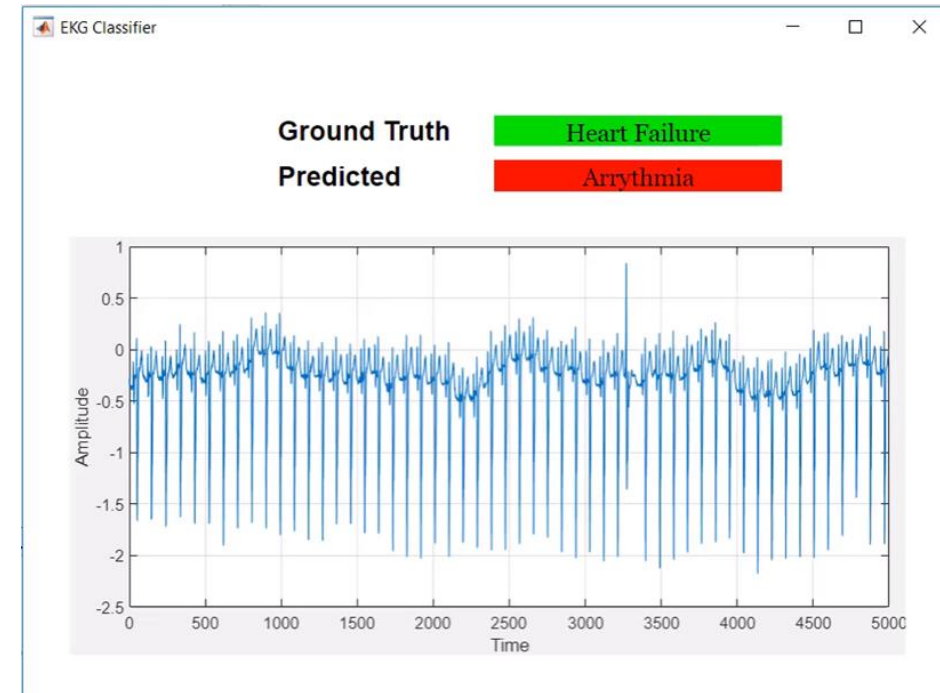 EKG Classifier
Ground Truth Heart Failure
Predicted Arrythmia
1
0.5
0
-0.5
-1
-1.5
-2
-2.5
Amplitude
0 500 1000 1500 2000 2500 3000 3500 4000 4500 5000
Time